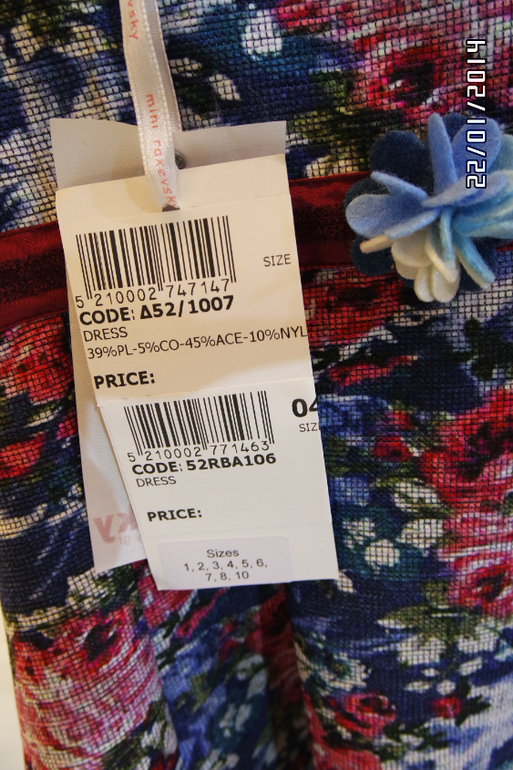 22/01/2014
mini raxevsky
SIZE
5 210002 747147
CODE: Δ52/1007
DRESS
39%PL-5%CO-45%ACE-10%NYL
PRICE:
04
5 210002 771463
CODE: 52RBA106
DRESS
PRICE:
Sizes
1, 2, 3, 4, 5, 6,
7, 8, 10